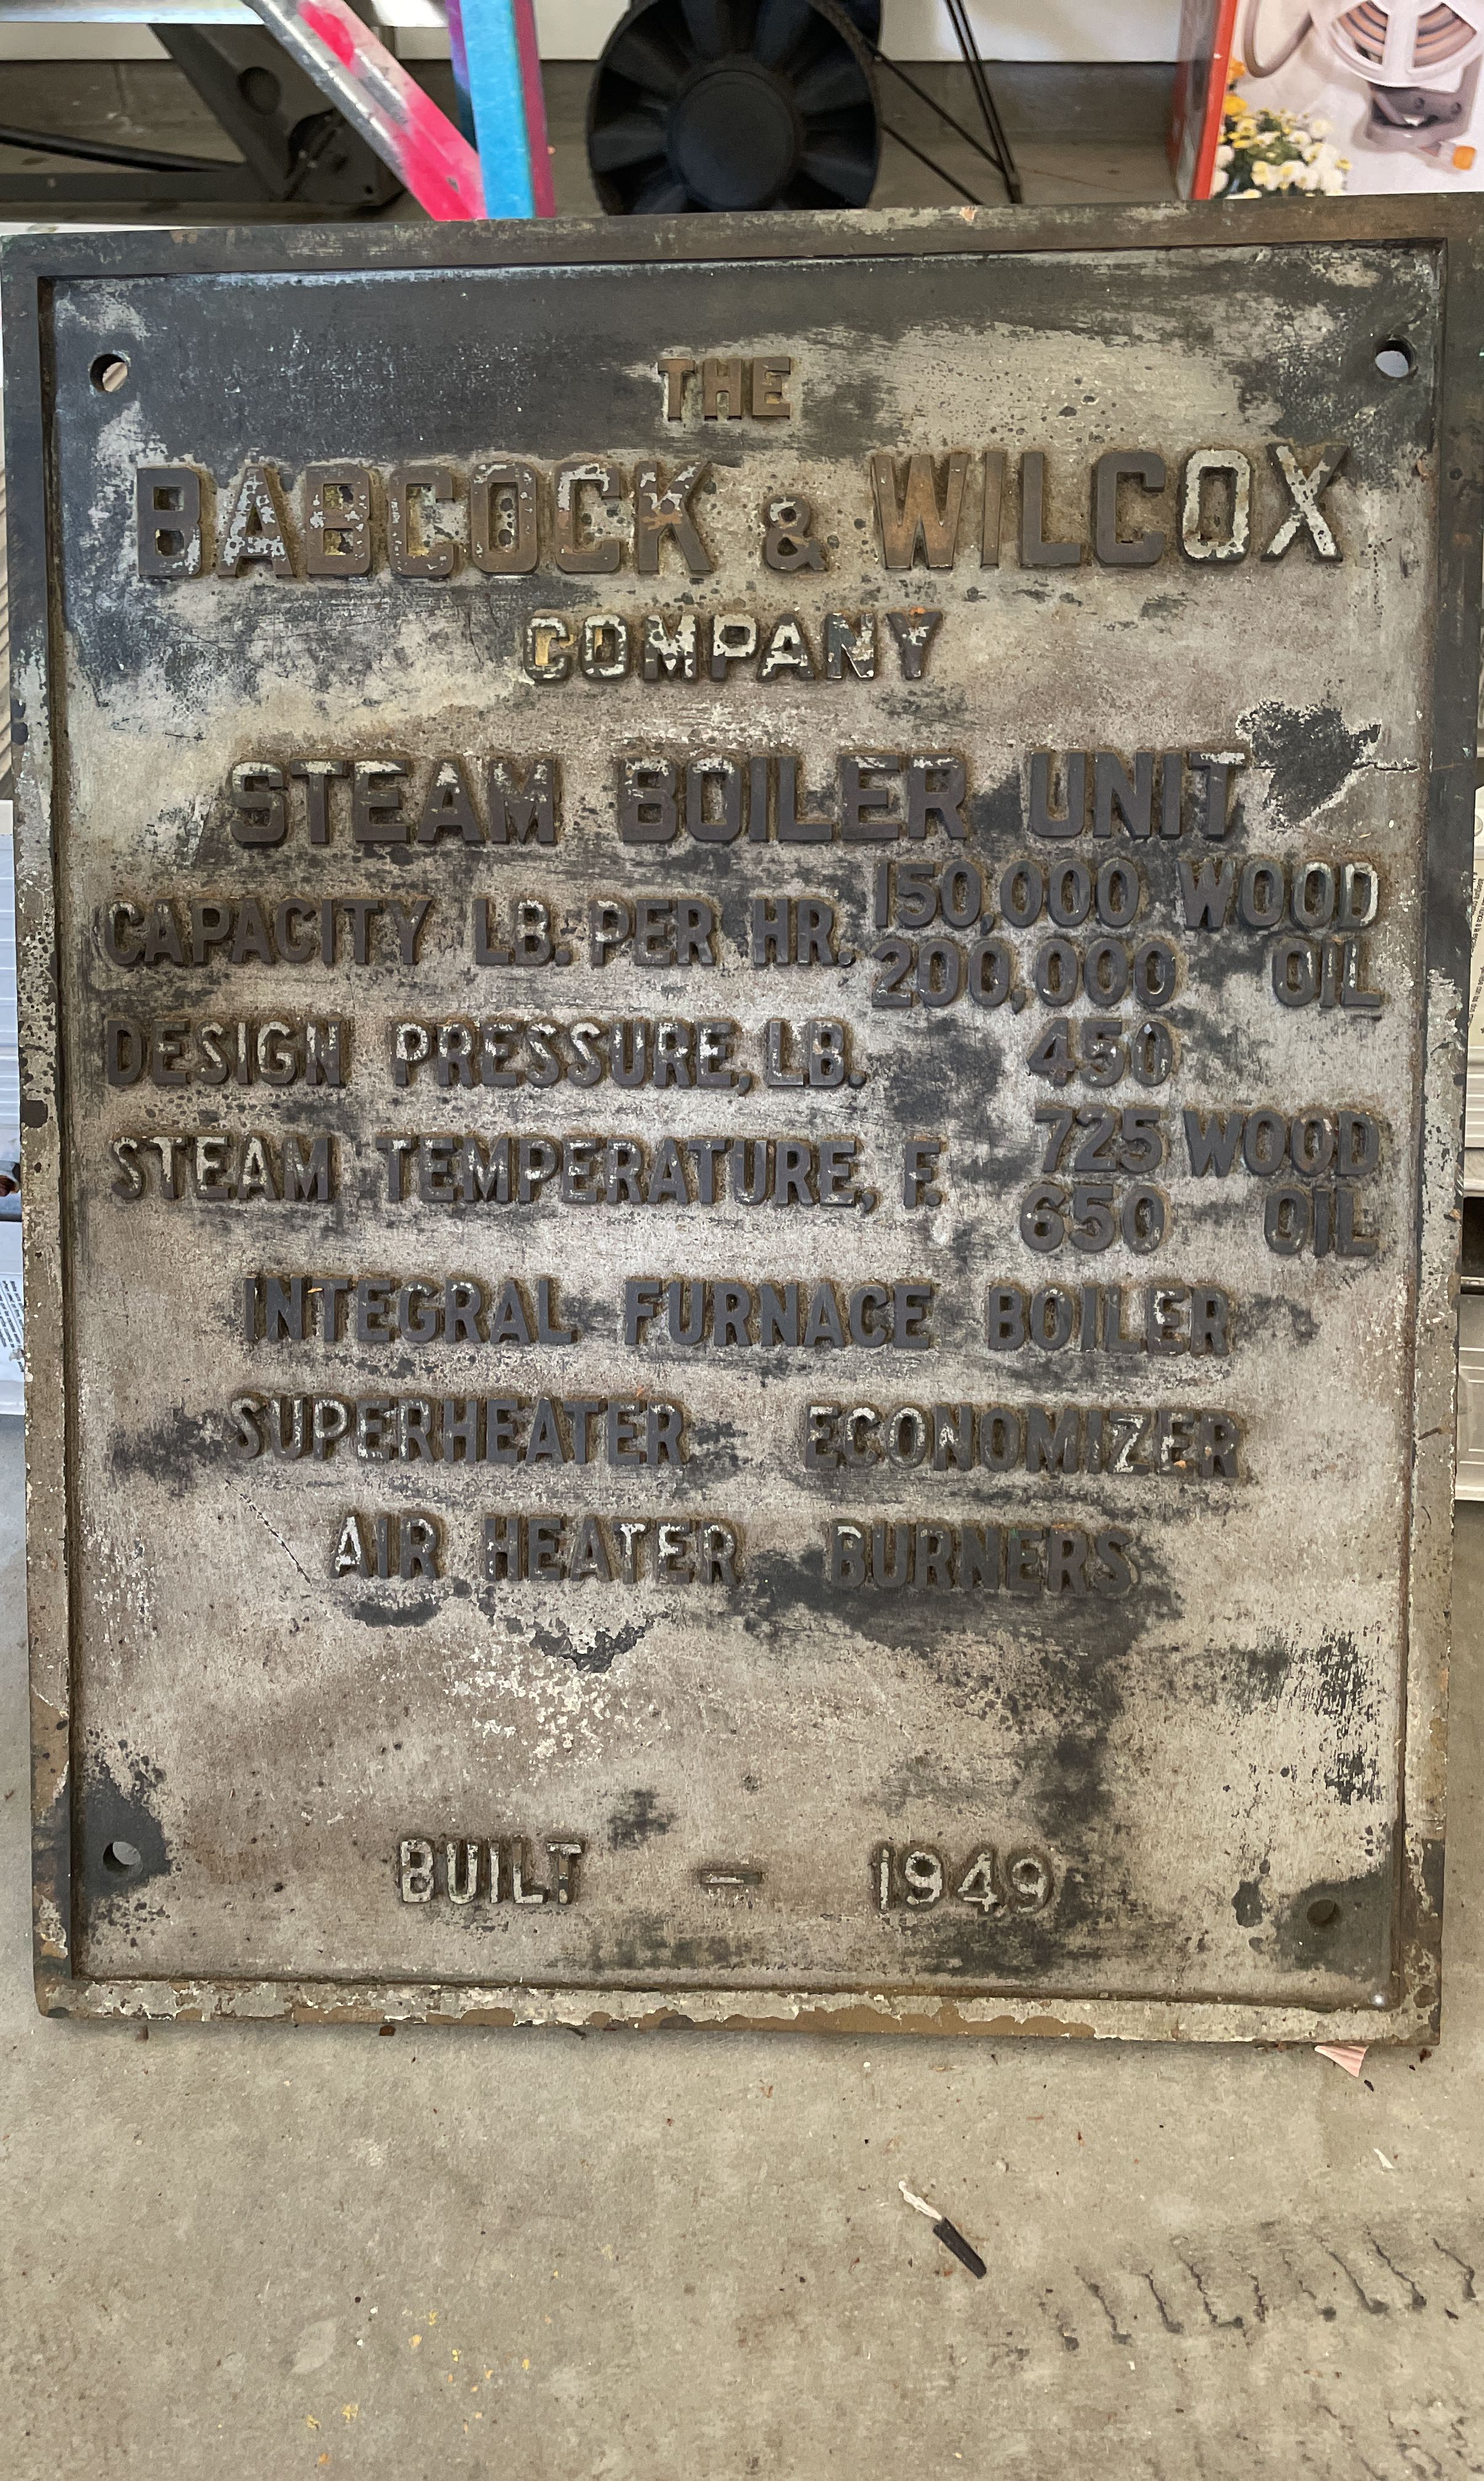 THE
BABCOCK & WILCOX
COMPANY
STEAM BOILER UNIT
CAPACITY LB. PER HR. 150,000 WOOD
200,000 OIL
DESIGN PRESSURE, LB. 450
STEAM TEMPERATURE, F. 725 WOOD
650 OIL
INTEGRAL FURNACE BOILER
SUPERHEATER ECONOMIZER
AIR HEATER BURNERS
BUILT — 1949